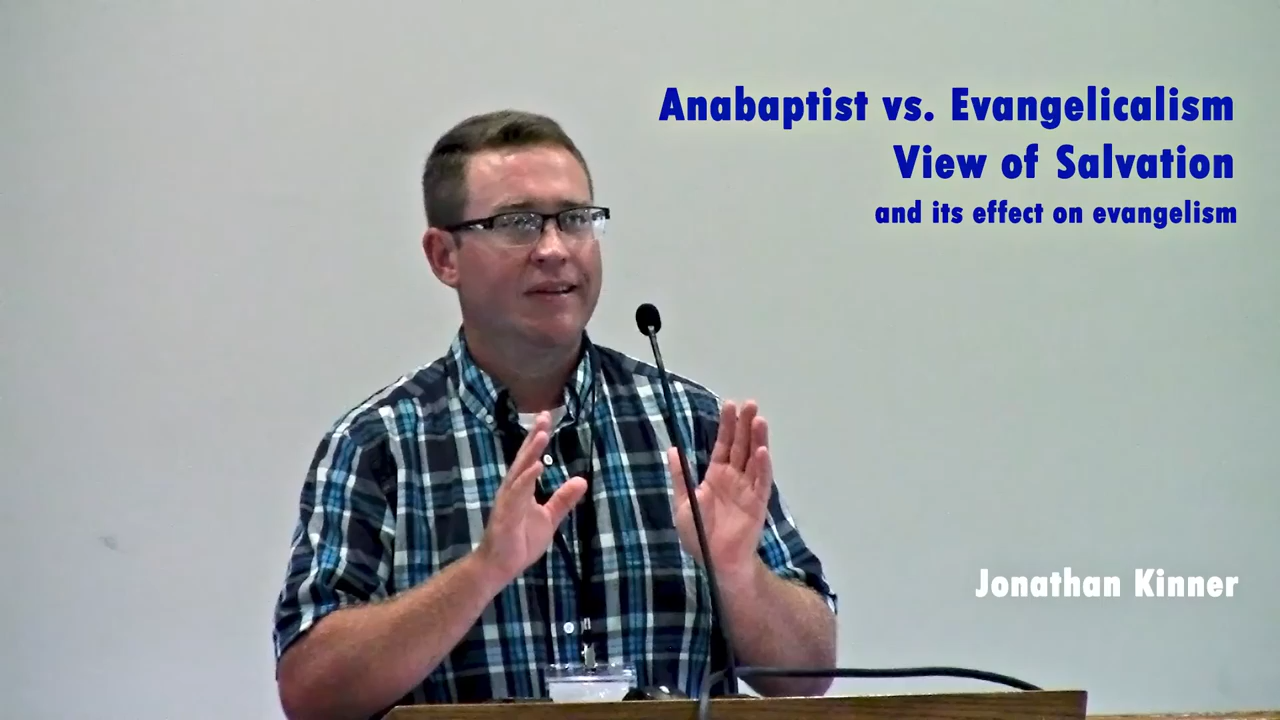 Anabaptist vs. Evangelicalism
View of Salvation
and its effect on evangelism
Jonathan Kinner